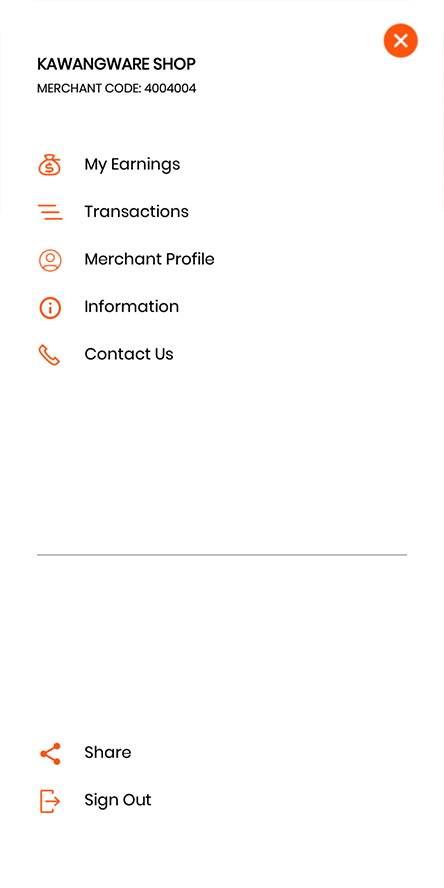 KAWANGWARE SHOP
MERCHANT CODE: 4004004
My Earnings
Transactions
Merchant Profile
Information
Contact Us
Share
Sign Out